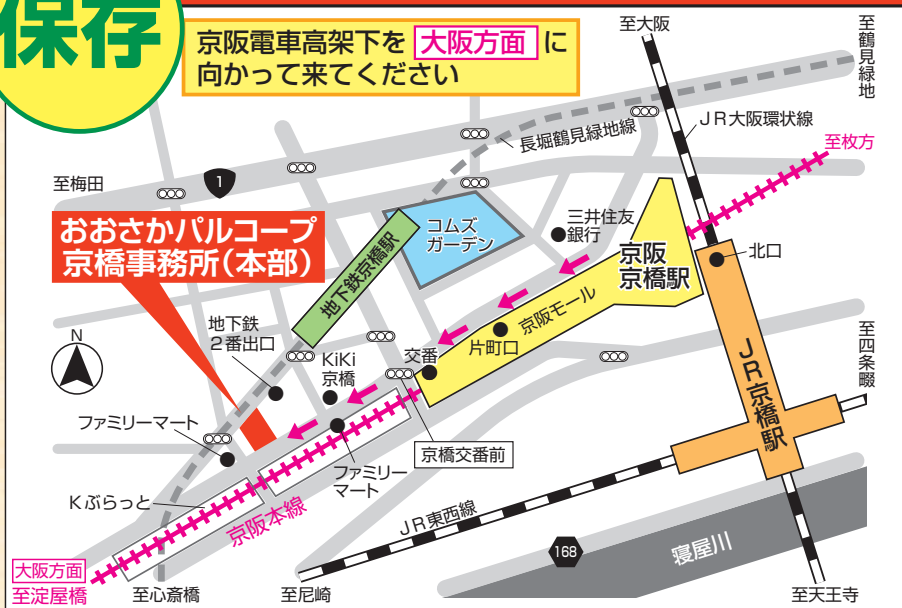 保存
京阪電車高架下を 大阪方面 に
向かって来てください
至大阪
至鶴見緑地
JR大阪環状線
長堀鶴見緑地線
至枚方
至梅田
1
おおさかパルコープ
京橋事務所(本部)
コムズ
ガーデン
三井住友
銀行
地下鉄京橋駅
京阪
京橋駅
北口
京阪モール
片町口
交番
地下鉄
2番出口
KiKi
京橋
N
至四条畷
JR京橋駅
ファミリーマート
京橋交番前
ファミリー
マート
Kぶらっと
京阪本線
JR東西線
168
寝屋川
大阪方面
至淀屋橋
至心斎橋
至尼崎
至天王寺